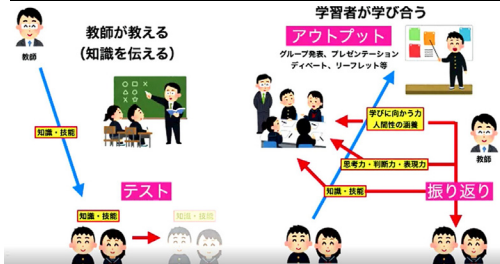 教師が教える
(知識を伝える)
教師
知識・技能
テスト
知識・技能
知識・技能
学習者が学び合う
アウトプット
グループ発表、プレゼンテーション
ディベート、リーフレット等
学びに向かう力
人間性の涵養
教師
思考力・判断力・表現力
知識・技能
振り返り